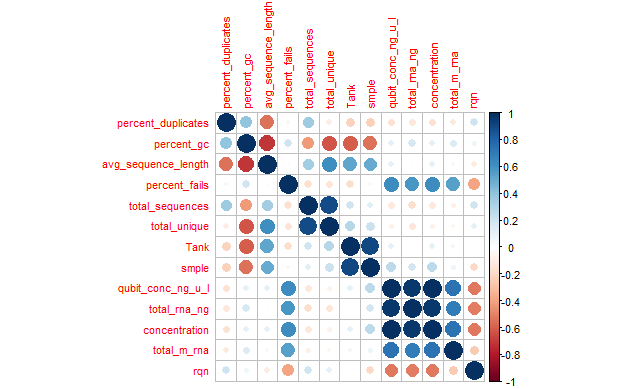 percent_duplicates
percent_gc
avg_sequence_length
percent_fails
total_sequences
total_unique
Tank
smple
qubit_conc_ng_u_l
total_rna_ng
concentration
total_m_rna
rqn
percent_duplicates
percent_gc
avg_sequence_length
percent_fails
total_sequences
total_unique
Tank
smple
qubit_conc_ng_u_l
total_rna_ng
concentration
total_m_rna
rqn
1
0.8
0.6
0.4
0.2
0
-0.2
-0.4
-0.6
-0.8
-1